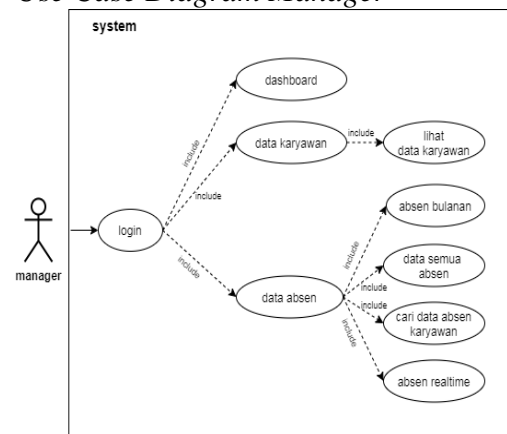 Use Case Diagram Manager
system
dashboard
include
data karyawan
include
lihat
data karyawan
include
login
manager
include
data absen
absen bulanan
include
data semua
absen
include
include
cari data absen
karyawan
include
absen realtime